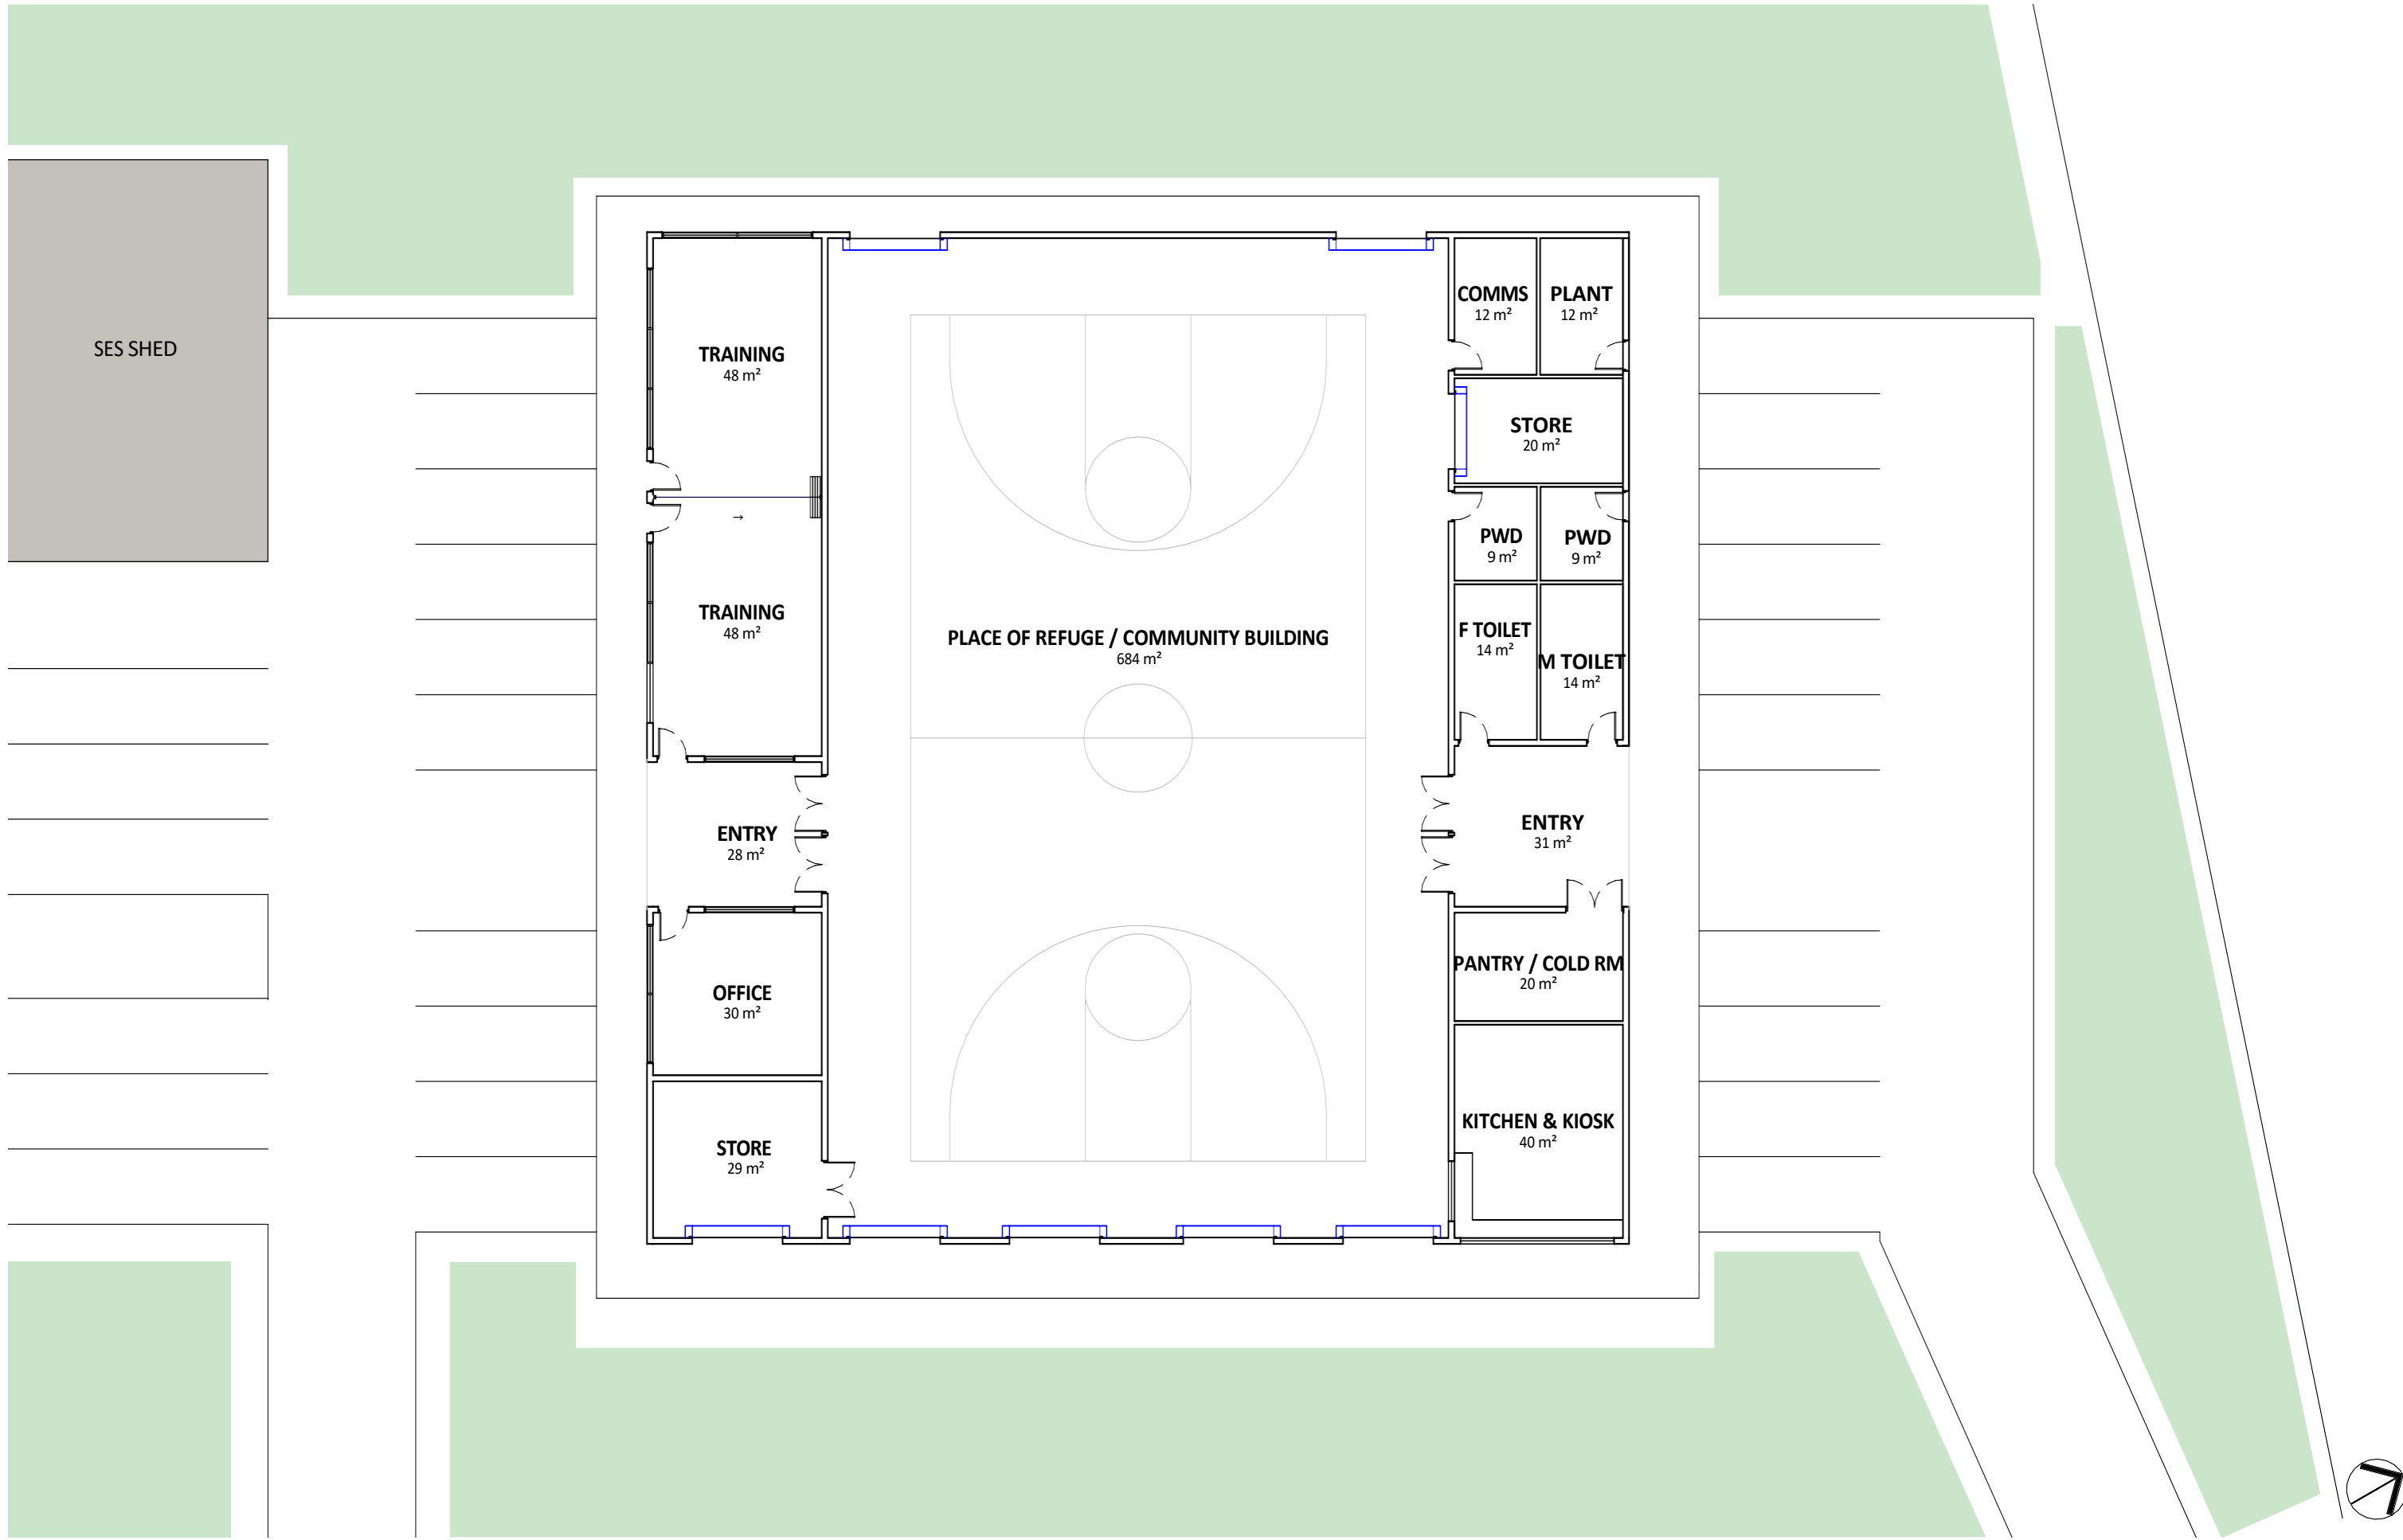 SES SHED
TRAINING
48 m²
TRAINING
48 m²
ENTRY
28 m²
OFFICE
30 m²
STORE
29 m²
PLACE OF REFUGE / COMMUNITY BUILDING
684 m²
COMMS
12 m²
PLANT
12 m²
STORE
20 m²
PWD
9 m²
PWD
9 m²
F TOILET
14 m²
M TOILET
14 m²
ENTRY
31 m²
PANTRY / COLD RM
20 m²
KITCHEN & KIOSK
40 m²